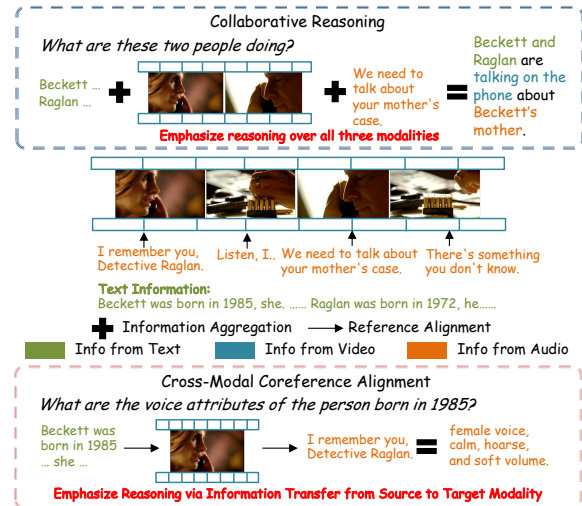 Collaborative Reasoning
What are these two people doing?
Beckett ...
Raglan ...
We need to
talk about
your mother's
case.
Beckett and
Raglan are
talking on the
phone about
Beckett's
mother.
Emphasize reasoning over all three modalities
I remember you,
Detective Raglan.
Listen, I..
We need to talk about
your mother's case.
There's something
you don't know.
Text Information:
Beckett was born in 1985, she. ...... Raglan was born in 1972, he......
Information Aggregation
Reference Alignment
Info from Text
Info from Video
Info from Audio
Cross-Modal Coreference Alignment
What are the voice attributes of the person born in 1985?
Beckett was
born in 1985
... she ...
I remember you,
Detective Raglan.
female voice,
calm, hoarse,
and soft volume.
Emphasize Reasoning via Information Transfer from Source to Target Modality